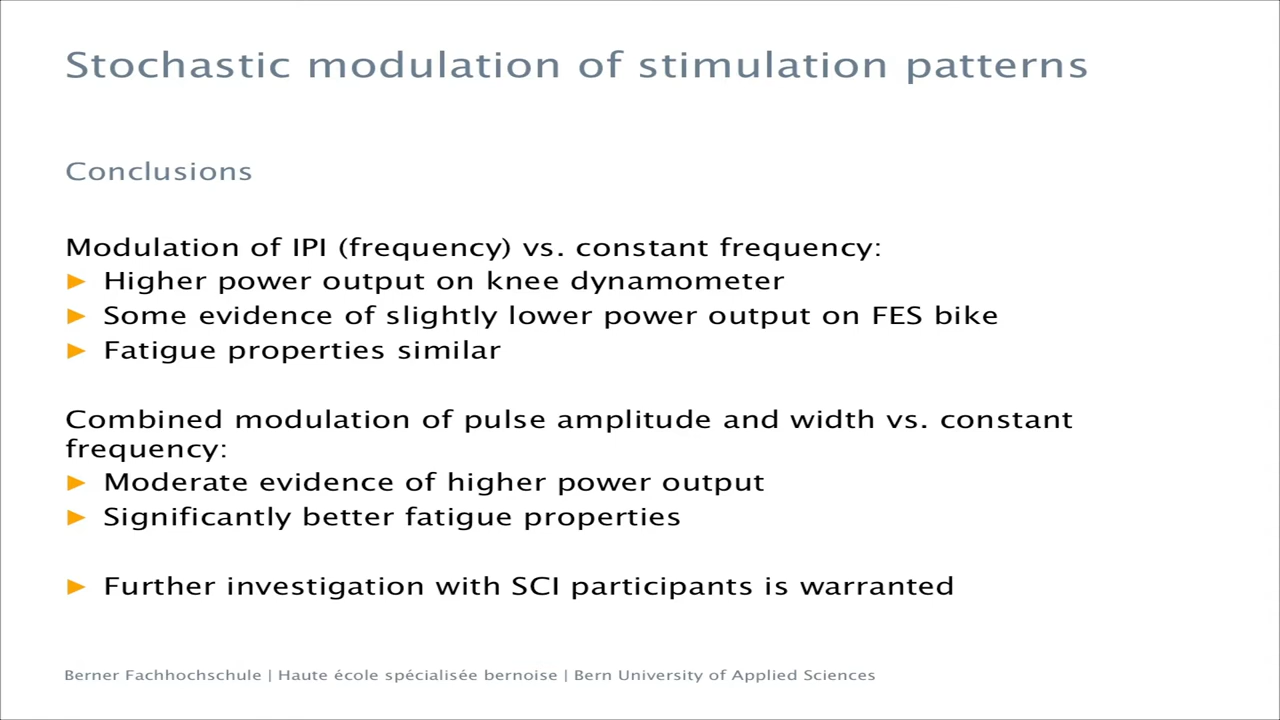 Stochastic modulation of stimulation patterns
Conclusions
Modulation of IPI (frequency) vs. constant frequency:
► Higher power output on knee dynamometer
► Some evidence of slightly lower power output on FES bike
► Fatigue properties similar
Combined modulation of pulse amplitude and width vs. constant
frequency:
► Moderate evidence of higher power output
► Significantly better fatigue properties
► Further investigation with SCI participants is warranted
Berner Fachhochschule | Haute école spécialisée bernoise | Bern University of Applied Sciences